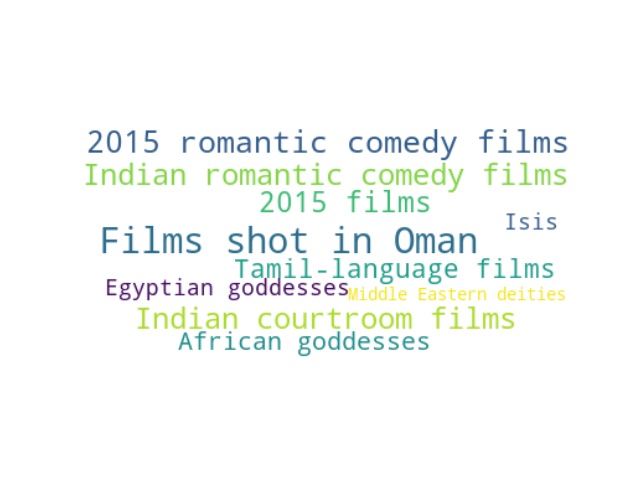 2015 romantic comedy films
Indian romantic comedy films
2015 films
Isis
Films shot in Oman
Tamil-language films
Egyptian goddesses
Middle Eastern deities
Indian courtroom films
African goddesses